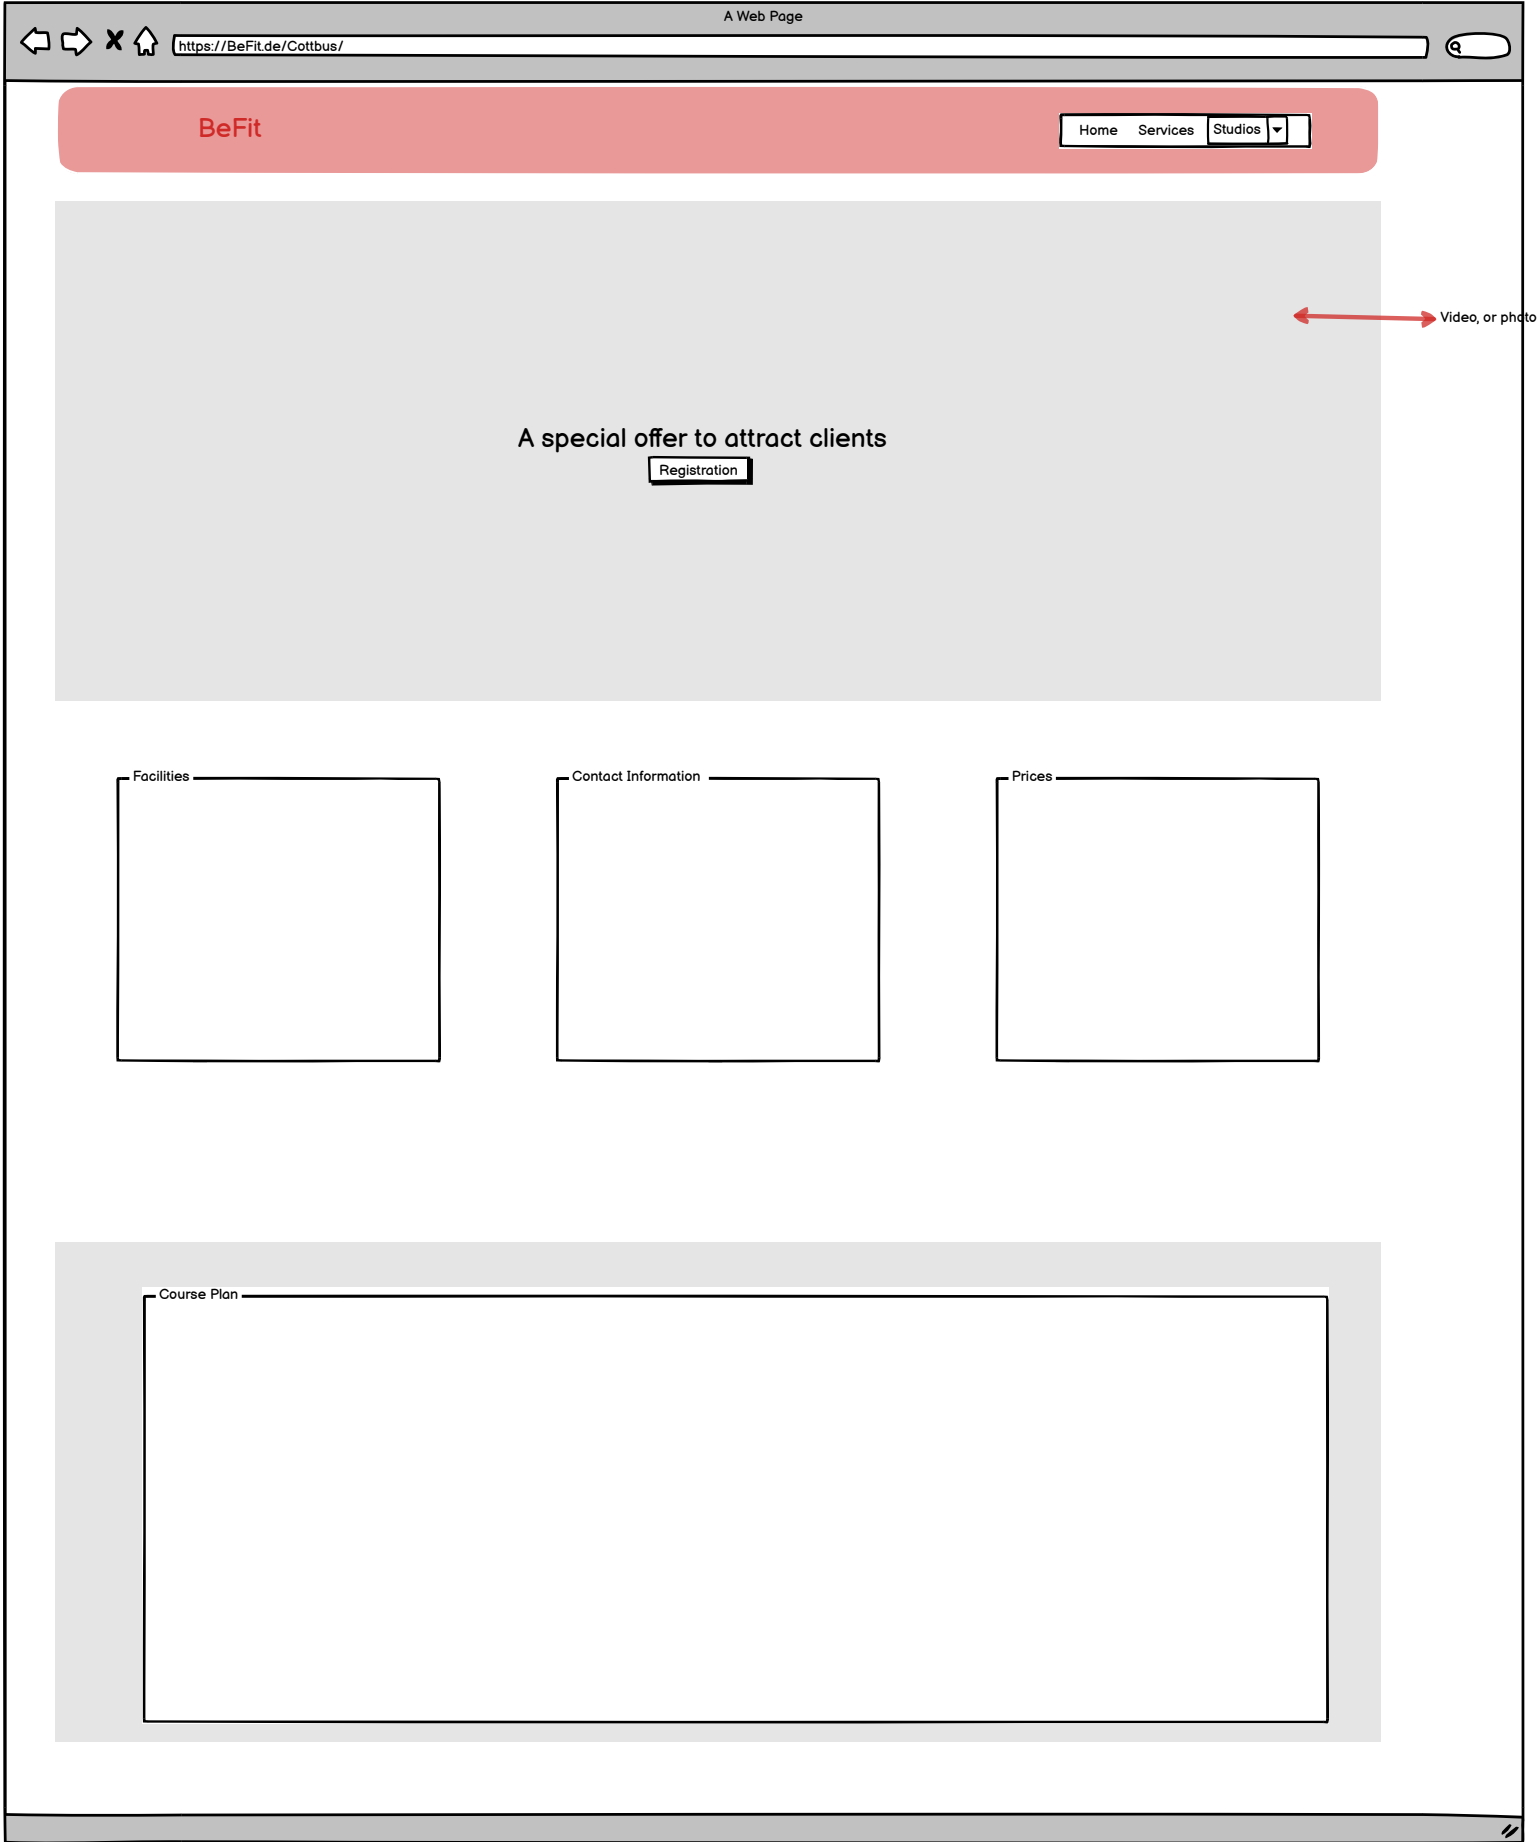 A Web Page
https://BeFit.de/Cottbus/
BeFit
Home Services Studios
Video, or photo
A special offer to attract clients
Registration
Facilities
Contact Information
Prices
Course Plan